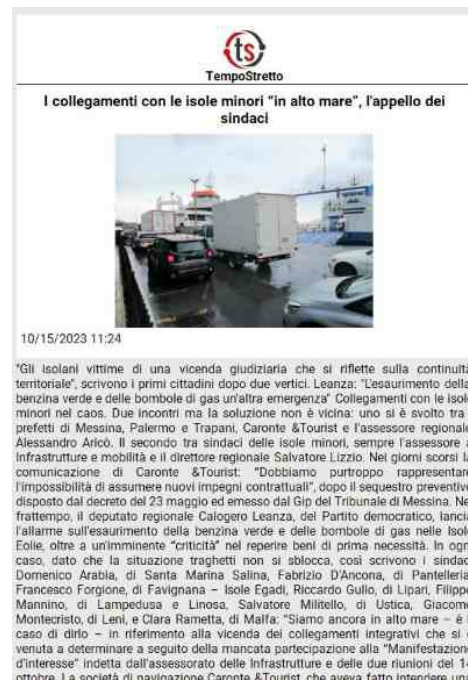 ts
TempoStretto
I collegamenti con le isole minori "in alto mare", l'appello dei
sindaci
10/15/2023 11:24
"Gli isolani vittime di una vicenda giudiziaria che si riflette sulla continuità
territoriale", scrivono i primi cittadini dopo due vertici. Leanza: "L'esaurimento della
benzina verde e delle bombole di gas un'altra emergenza" Collegamenti con le isole
minori nel caos. Due incontri ma la soluzione non è vicina: uno si è svolto tra i
prefetti di Messina, Palermo e Trapani, Caronte &Tourist e l'assessore regionale
Alessandro Aricò. Il secondo tra sindaci delle isole minori, sempre l'assessore a
Infrastrutture e mobilità e il direttore regionale Salvatore Lizzio. Nei giorni scorsi la
comunicazione di Caronte &Tourist: "Dobbiamo purtroppo rappresentare
l'impossibilità di assumere nuovi impegni contrattuali", dopo il sequestro preventivo
disposto dal decreto del 23 maggio ed emesso dal Gip del Tribunale di Messina. Nel
frattempo, il deputato regionale Calogero Leanza, del Partito democratico, lancia
l'allarme sull'esaurimento della benzina verde e delle bombole di gas nelle Isole
Eolie, oltre a un'imminente "criticità" nel reperire beni di prima necessità. In ogni
caso, dato che la situazione traghetti non si sblocca, così scrivono i sindaci
Domenico Arabia, di Santa Marina Salina, Fabrizio D'Ancona, di Pantelleria,
Francesco Forgione, di Favignana – Isole Egadi, Riccardo Gullo, di Lipari, Filippo
Mannino, di Lampedusa e Linosa, Salvatore Militello, di Ustica, Giacomo
Montecristo, di Leni, e Clara Rametta, di Malfa: "Siamo ancora in alto mare – è il
caso di dirlo – in riferimento alla vicenda dei collegamenti integrativi che si è
venuta a determinare a seguito della mancata partecipazione alla "Manifestazione
d'interesse" indetta dall'assessorato delle Infrastrutture e delle due riunioni del 14
ottobre. La società di navigazione Caronte &Tourist, che aveva fatto intendere una